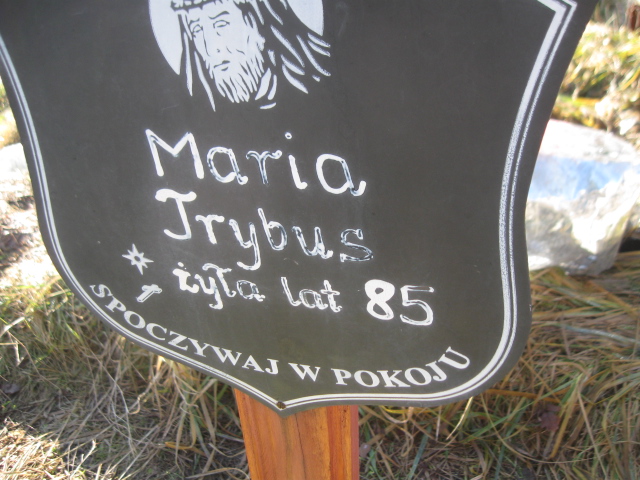 Maria
Trybus
żyła lat 85
SPOCZYWAJ W POKOJU